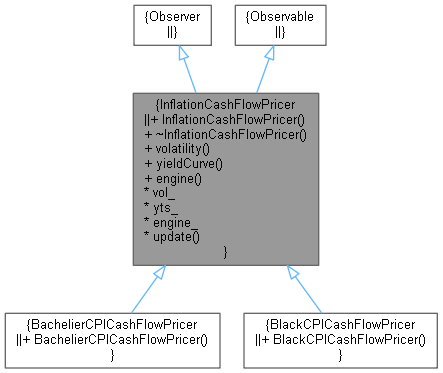 {Observer
||}
{Observable
||}
{InflationCashFlowPricer
||+ InflationCashFlowPricer()
+ ~InflationCashFlowPricer()
+ volatility()
+ yieldCurve()
+ engine()
* vol_
* yts_
* engine_
* update()
}
{BachelierCPICashFlowPricer
||+ BachelierCPICashFlowPricer()
}
{BlackCPICashFlowPricer
||+ BlackCPICashFlowPricer()
}